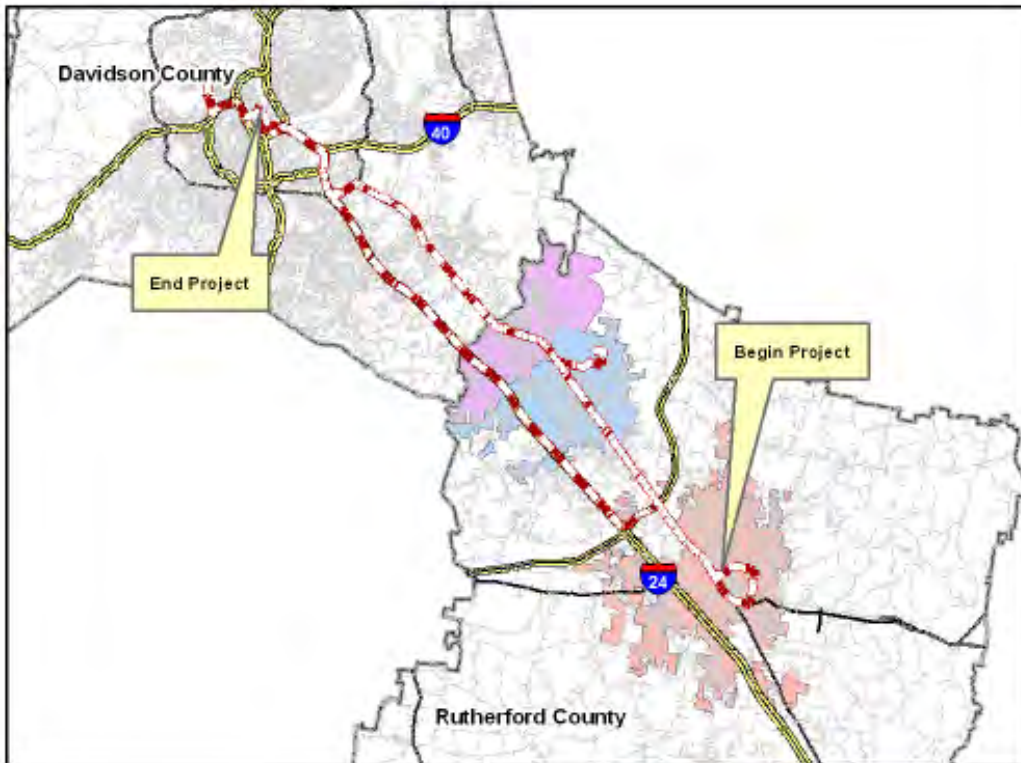 Davidson County
40
End Project
Begin Project
24
Rutherford County